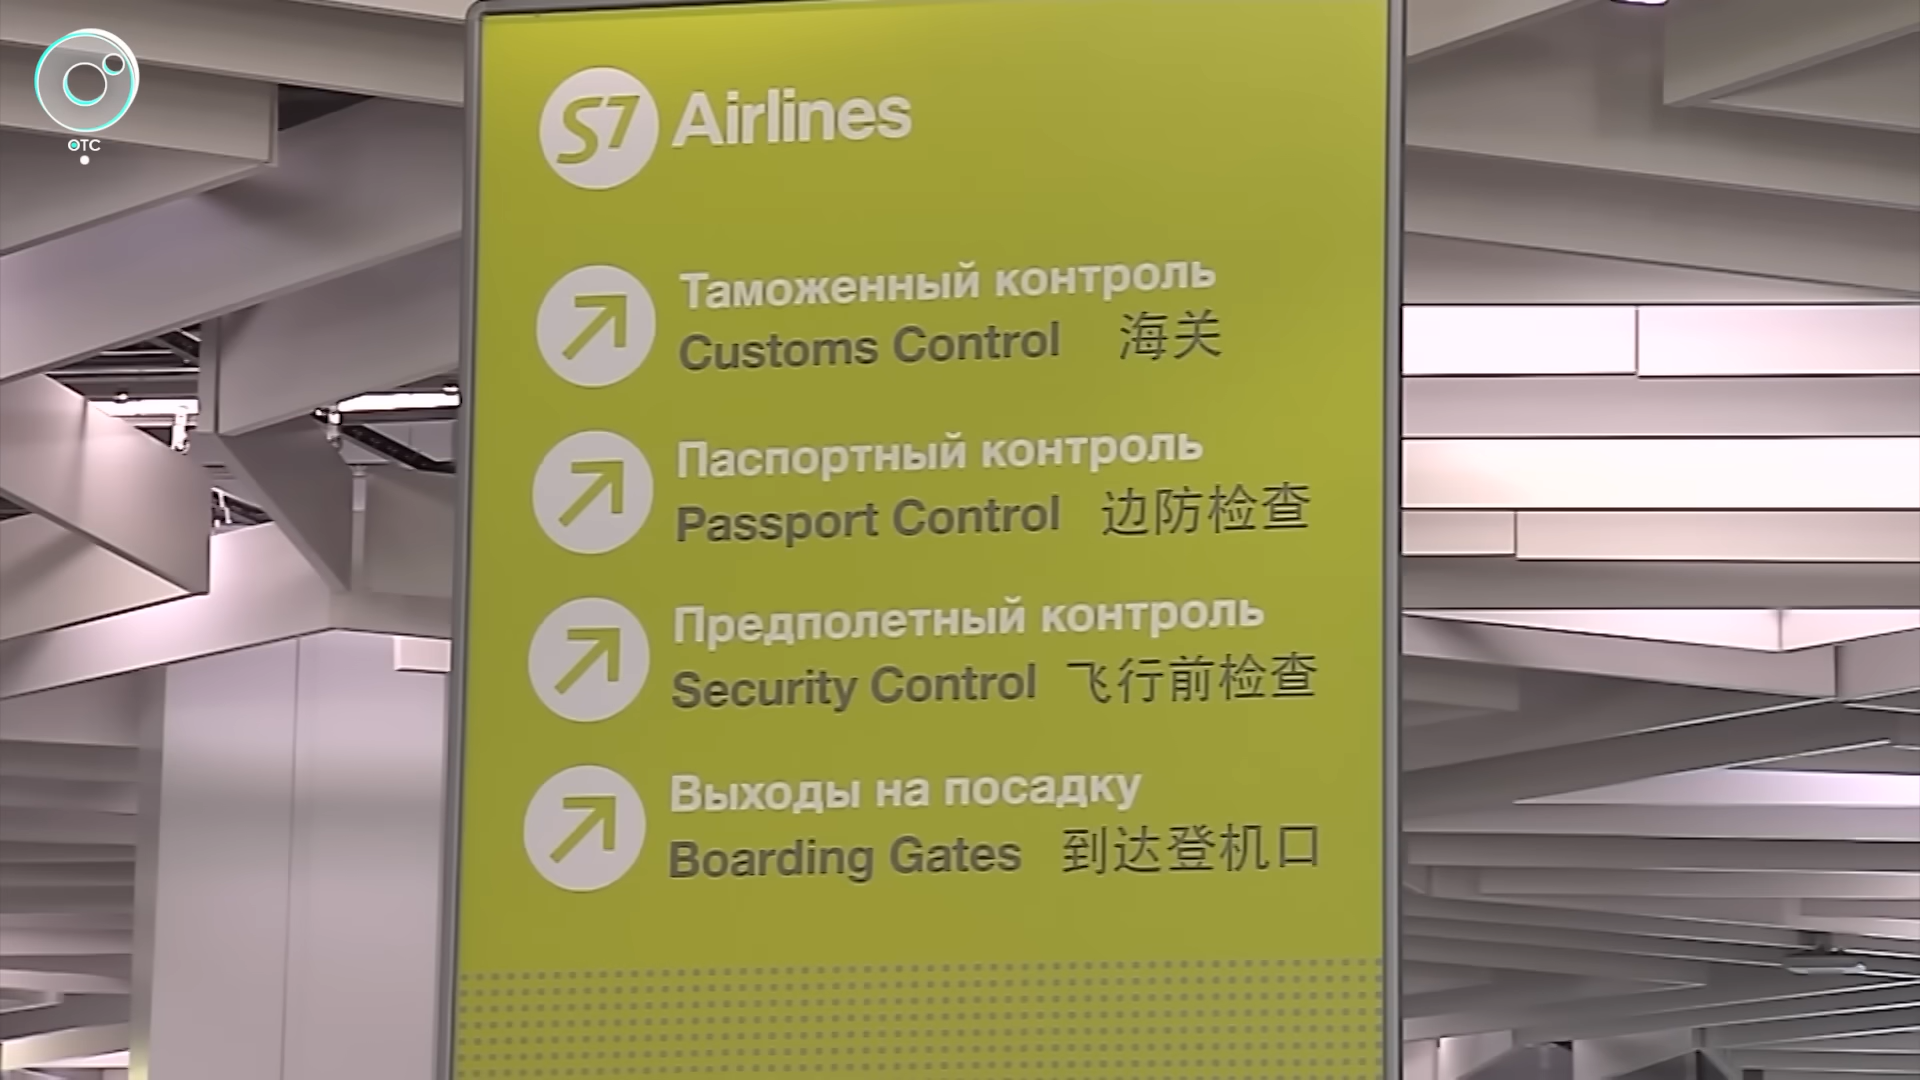 ОТС
S7 Airlines
Таможенный контроль
Customs Control 海关
Паспортный контроль
Passport Control 边防检查
Предполетный контроль
Security Control 飞行前检查
Выходы на посадку
Boarding Gates 到达登机口